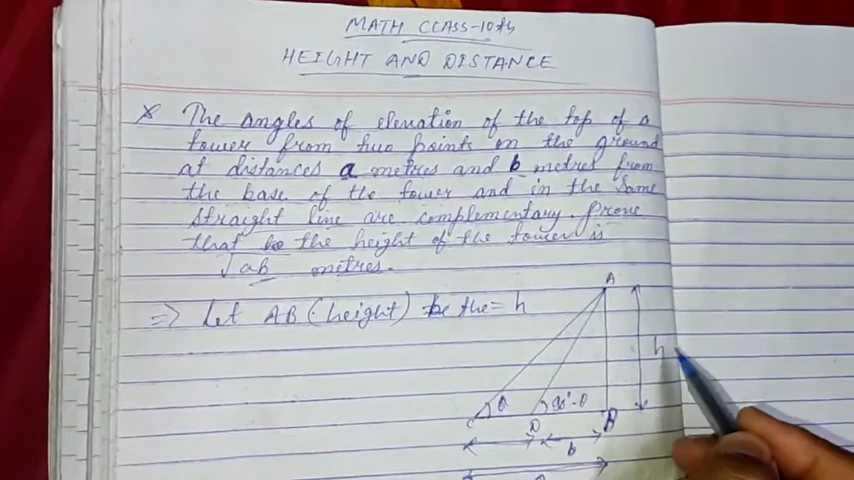 MATH CLASS-10th
HEIGHT AND DISTANCE
The angles of elevation of the top of a
tower from two points on the ground
at distances a metres and b metres from
the base of the tower and in the same
straight line are complementary. Prove
that the height of the tower is
√ab metres.
=> Let AB (height) be the = h
A
h
θ 90°-θ
C D B
b